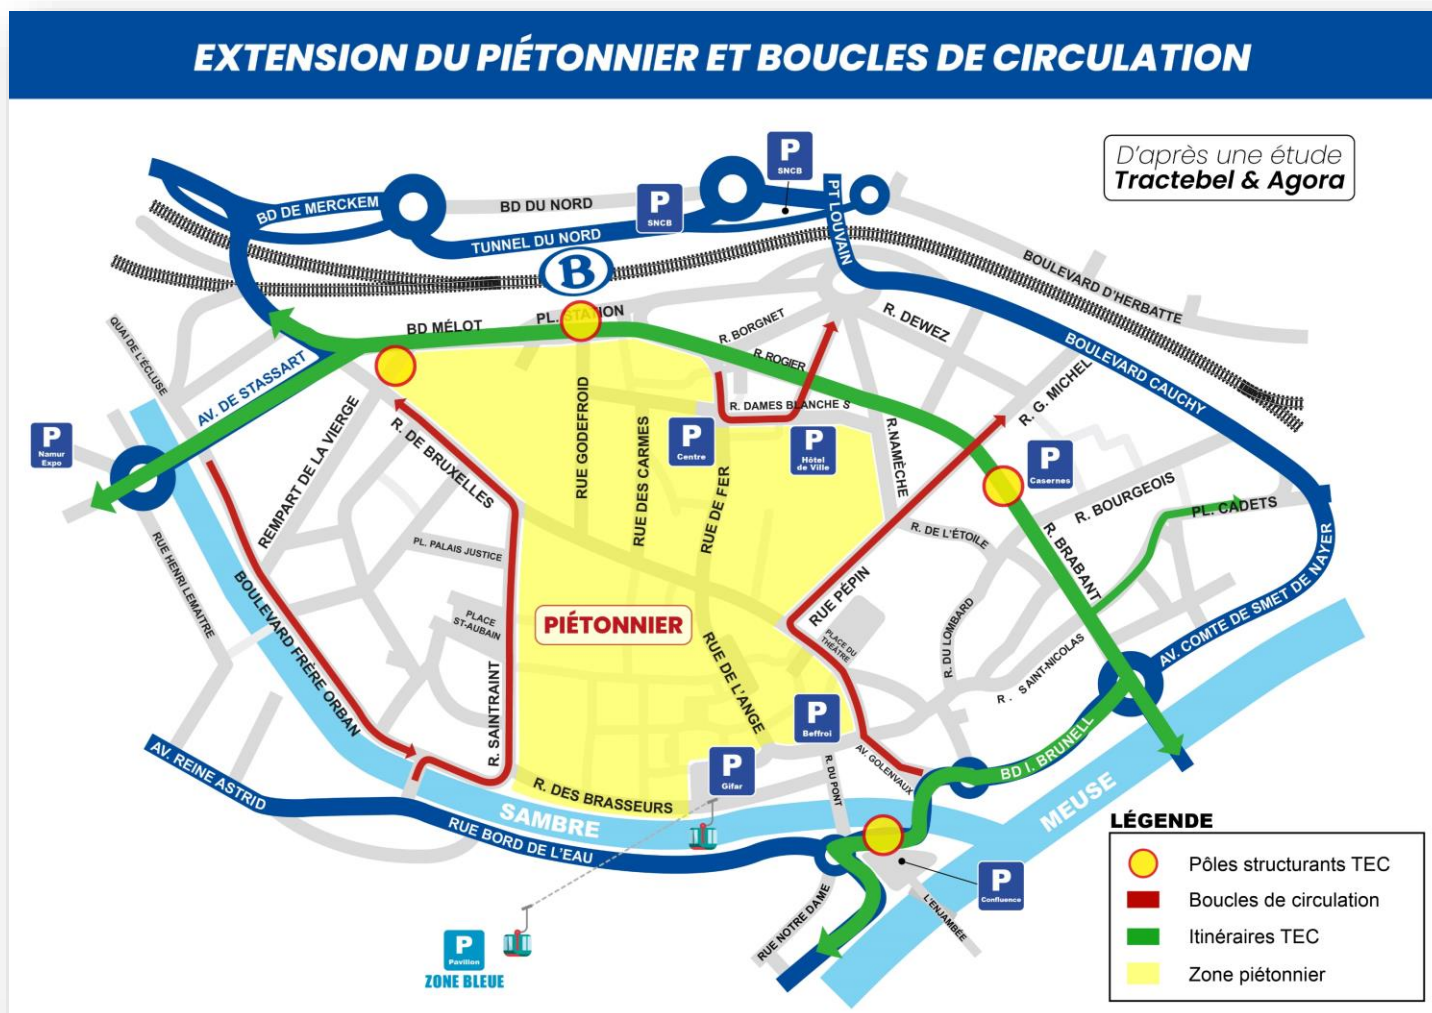 EXTENSION DU PIÉTONNIER ET BOUCLES DE CIRCULATION
D'après une étude
Tractebel & Agora
P
SNCB
P
SNCB
BD DE MERCKEM
BD DU NORD
TUNNEL DU NORD
PT LOUVAIN
B
BOULEVARD D'HERBATTE
BOULEVARD CAUCHY
QUAI DE L'ÉCLUSE
BD MÉLOT
PL. STATION
R. BORGNET
R. DEWEZ
R. ROGIER
R. G. MICHEL
AV. DE STASSART
R. DAMES BLANCHES
P
Namur
Expo
REMPART DE LA VIERGE
R. DE BRUXELLES
RUE GODEFROID
RUE DES CARMES
RUE DE FER
P
Centre
P
Hôtel
de Ville
R.NAMÈCHE
P
Casernes
R. BOURGEOIS
PL. CADETS
R. DE L'ÉTOILE
R. BRABANT
PL. PALAIS JUSTICE
RUE HENRI LEMAITRE
BOULEVARD FRÈRE ORBAN
PLACE
ST-AUBAIN
PIÉTONNIER
RUE PÉPIN
PLACE DU
THÉÂTRE
R. DU LOMBARD
R. SAINT-NICOLAS
AV. COMTE DE SMET DE NAYER
R. SAINTRAINT
RUE DE L'ANGE
P
Beffroi
AV. GOLENVAUX
R. DU PONT
BD I. BRUNELL
P
Gifar
R. DES BRASSEURS
AV. REINE ASTRID
SAMBRE
RUE BORD DE L'EAU
MEUSE
P
Confluence
L'ENJAMBÉE
RUE NOTRE DAME
P
Pavillon
ZONE BLEUE
LÉGENDE
Pôles structurants TEC
Boucles de circulation
Itinéraires TEC
Zone piétonnier